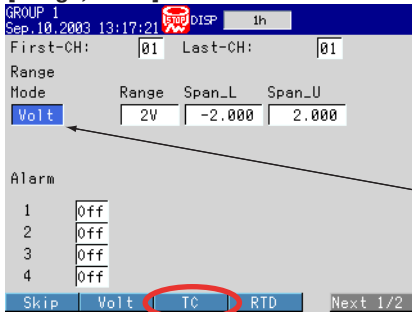 GROUP 1
Sep.10.2003 13:17:21 STOP DISP 1h
First-CH: 01 Last-CH: 01
Range
Mode Range Span_L Span_U
Volt 2V -2.000 2.000
Alarm
1 Off
2 Off
3 Off
4 Off
Skip Volt TC RTD Next 1/2